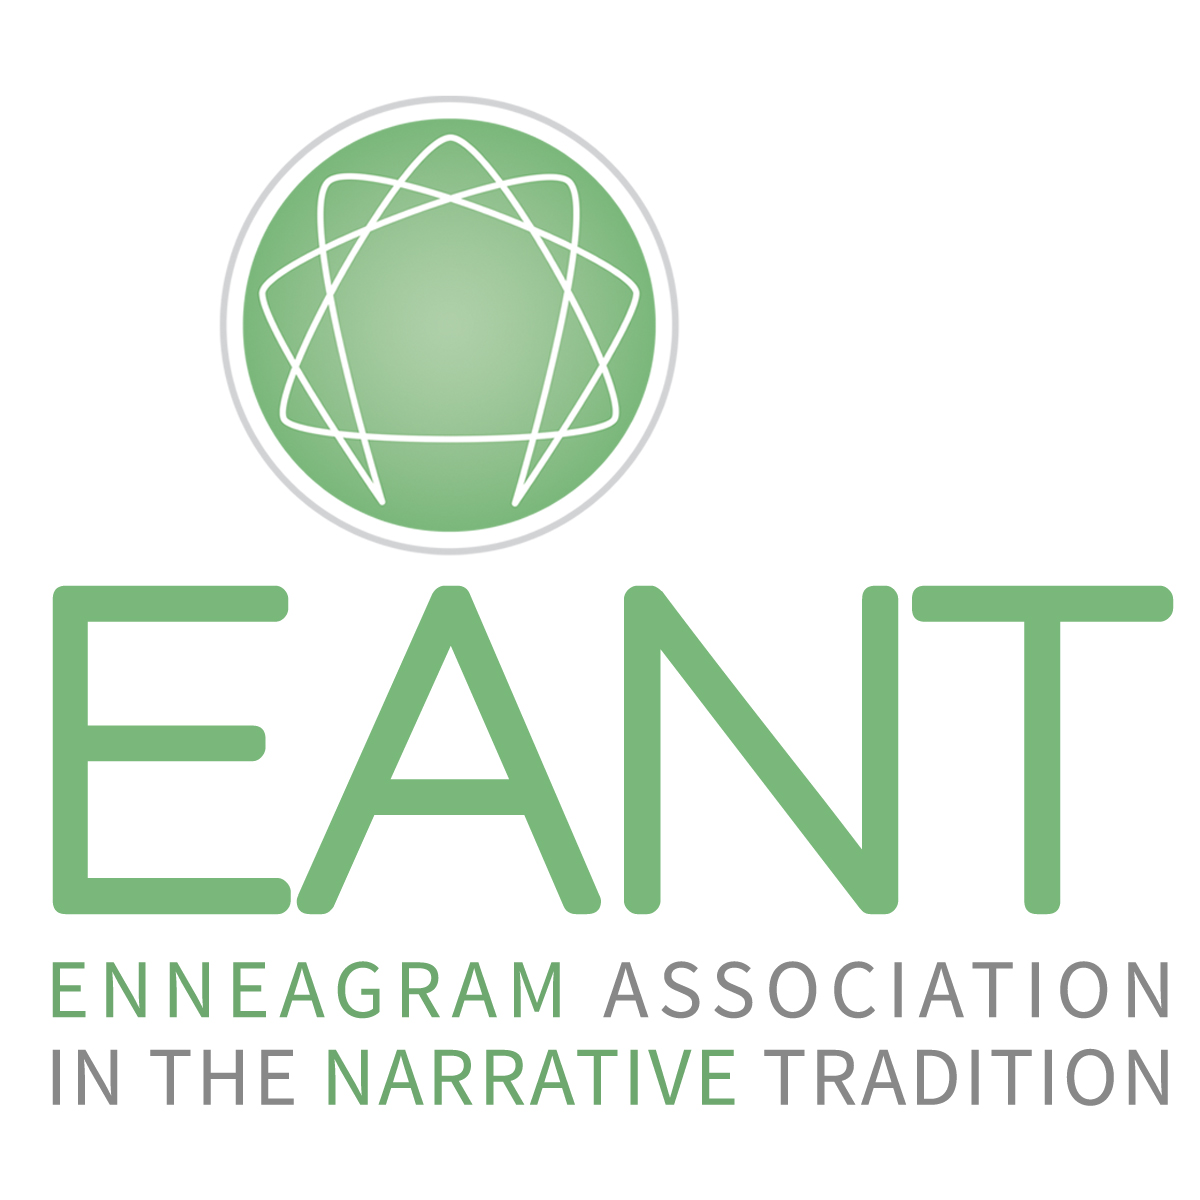 EANT
ENNEAGRAM ASSOCIATION
IN THE NARRATIVE TRADITION